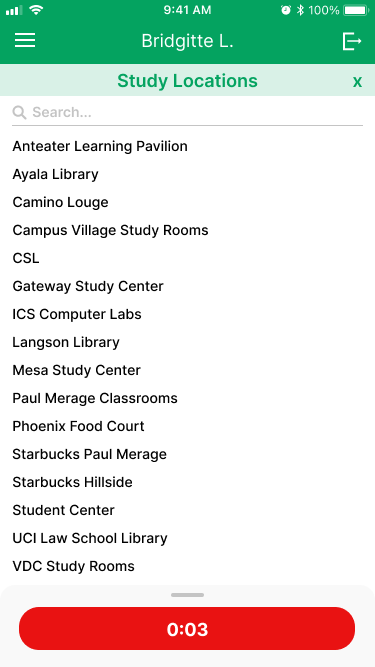 9:41 AM 100%
Bridgitte L.
Study Locations x
Search...
Anteater Learning Pavilion
Ayala Library
Camino Louge
Campus Village Study Rooms
CSL
Gateway Study Center
ICS Computer Labs
Langson Library
Mesa Study Center
Paul Merage Classrooms
Phoenix Food Court
Starbucks Paul Merage
Starbucks Hillside
Student Center
UCI Law School Library
VDC Study Rooms
0:03